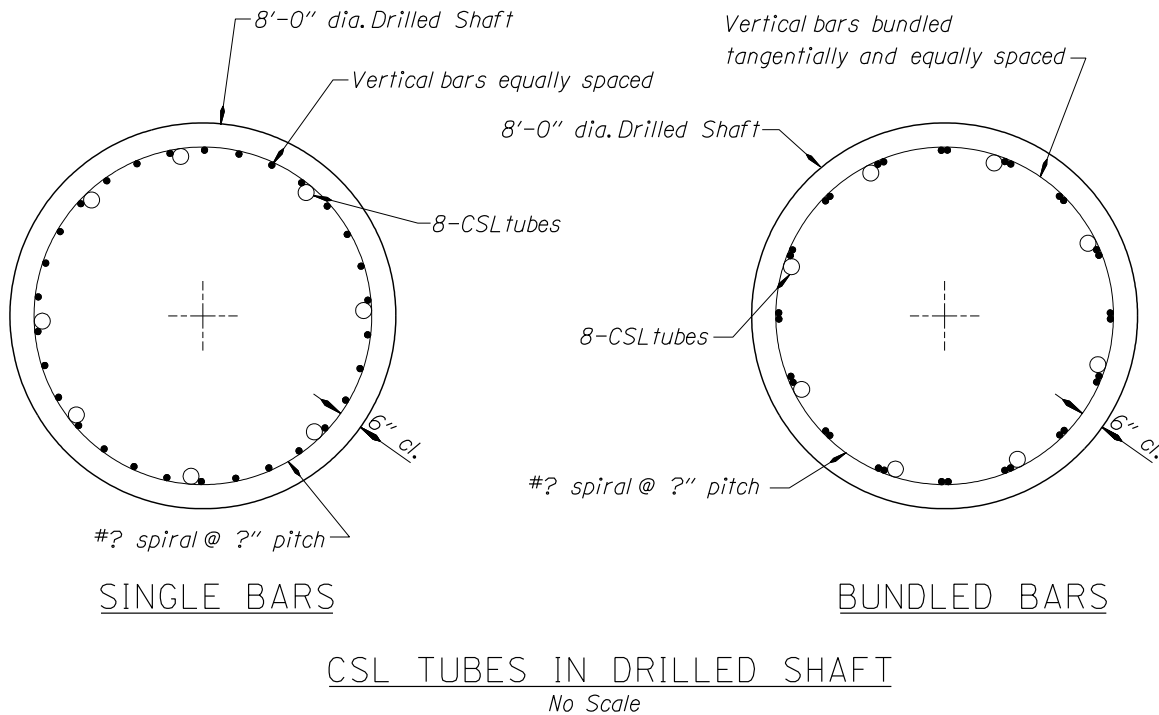 8'-0" dia. Drilled Shaft
Vertical bars equally spaced
8-CSL tubes
6" cl.
#? spiral @ ?" pitch
SINGLE BARS
Vertical bars bundled
tangentially and equally spaced
8'-0" dia. Drilled Shaft
8-CSL tubes
6" cl.
#? spiral @ ?" pitch
BUNDLED BARS
CSL TUBES IN DRILLED SHAFT
No Scale